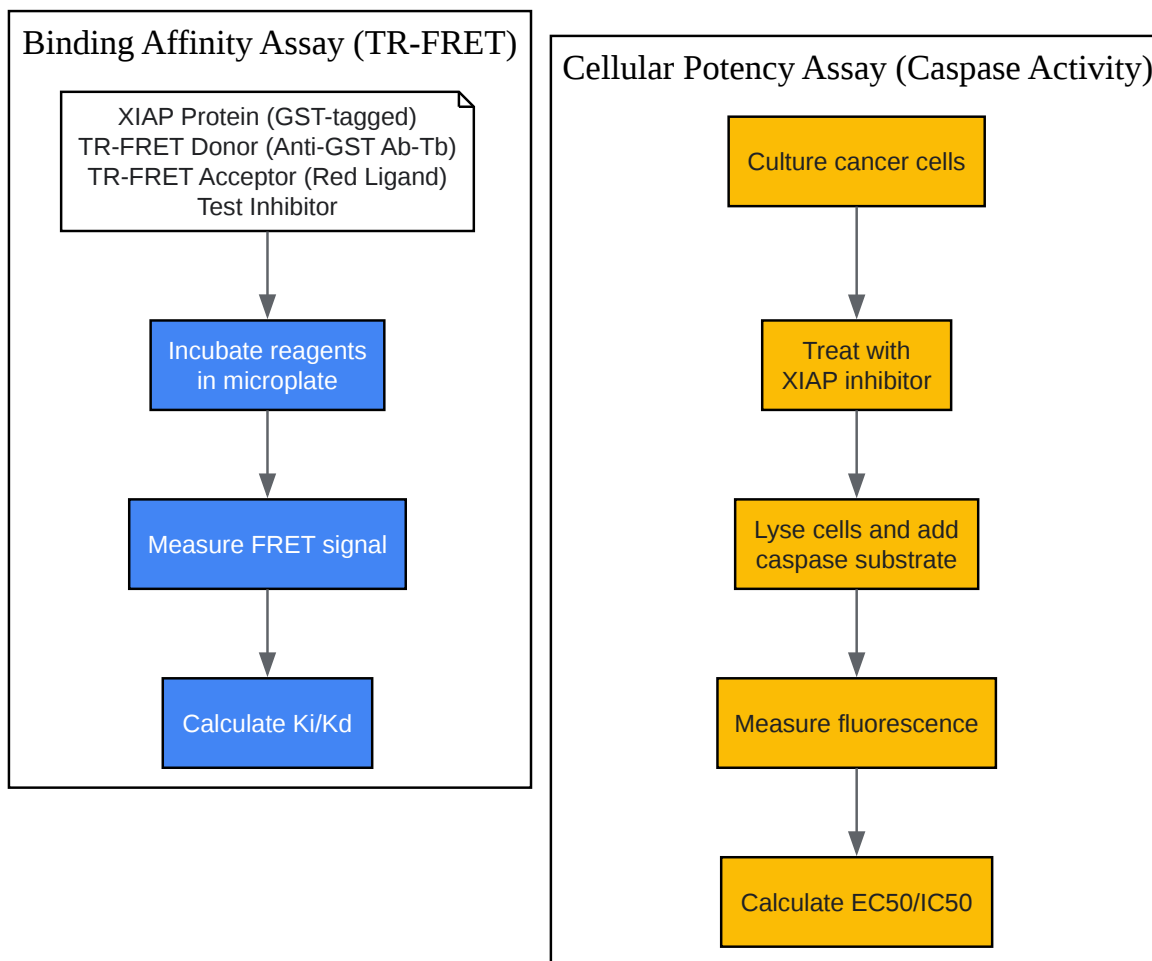 Binding Affinity Assay (TR-FRET)
XIAP Protein (GST-tagged)
TR-FRET Donor (Anti-GST Ab-Tb)
TR-FRET Acceptor (Red Ligand)
Test Inhibitor
Incubate reagents
in microplate
Measure FRET signal
Calculate Ki/Kd
Cellular Potency Assay (Caspase Activity)
Culture cancer cells
Treat with
XIAP inhibitor
Lyse cells and add
caspase substrate
Measure fluorescence
Calculate EC50/IC50